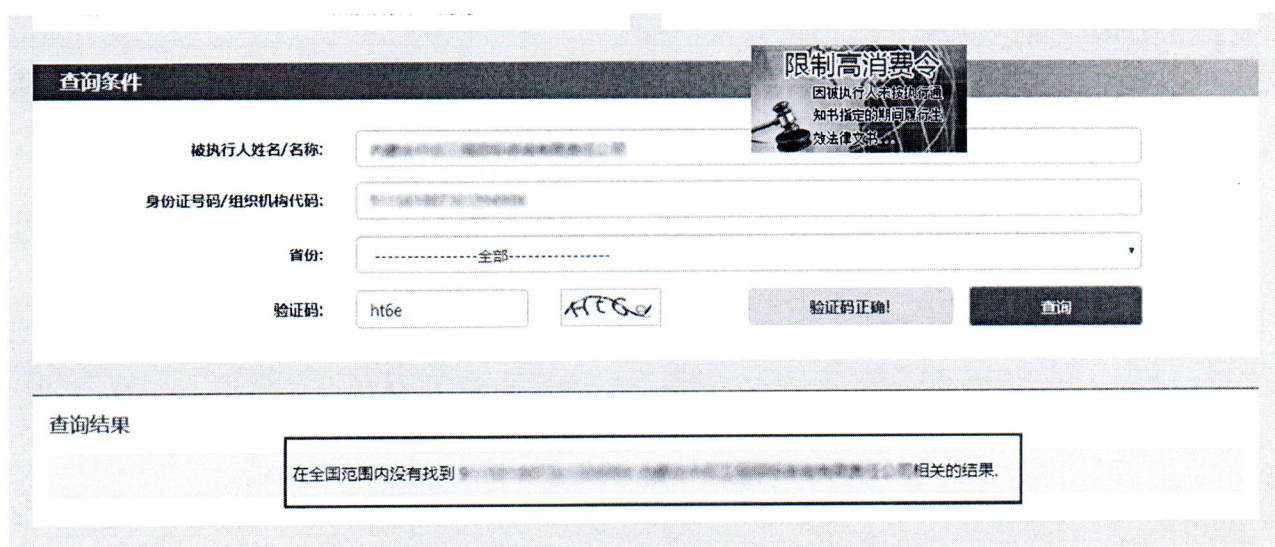 限制高消费令
因被执行人未按执行通
知书指定的期间履行生
效法律文书...
查询条件
被执行人姓名/名称:
身份证号码/组织机构代码:
省份: ----------------全部----------------
验证码: ht6e HtGe 验证码正确! 查询
查询结果
在全国范围内没有找到 相关的结果.